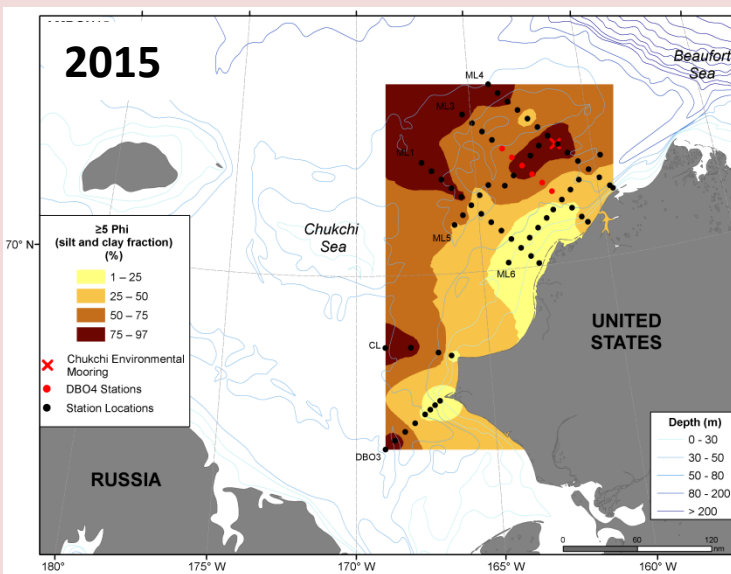 2015
Beaufort
Sea
ML4
ML3
ML1
Chukchi
Sea
ML5
ML6
70°N
≥5 Phi
(silt and clay fraction)
(%)
1 – 25
25 – 50
50 – 75
75 – 97
Chukchi Environmental
Mooring
DBO4 Stations
Station Locations
CL
UNITED
STATES
DBO3
RUSSIA
Depth (m)
0 - 30
30 - 50
50 - 80
80 - 200
> 200
0 60 120
nm
180° 175°W 170°W 165°W 160°W